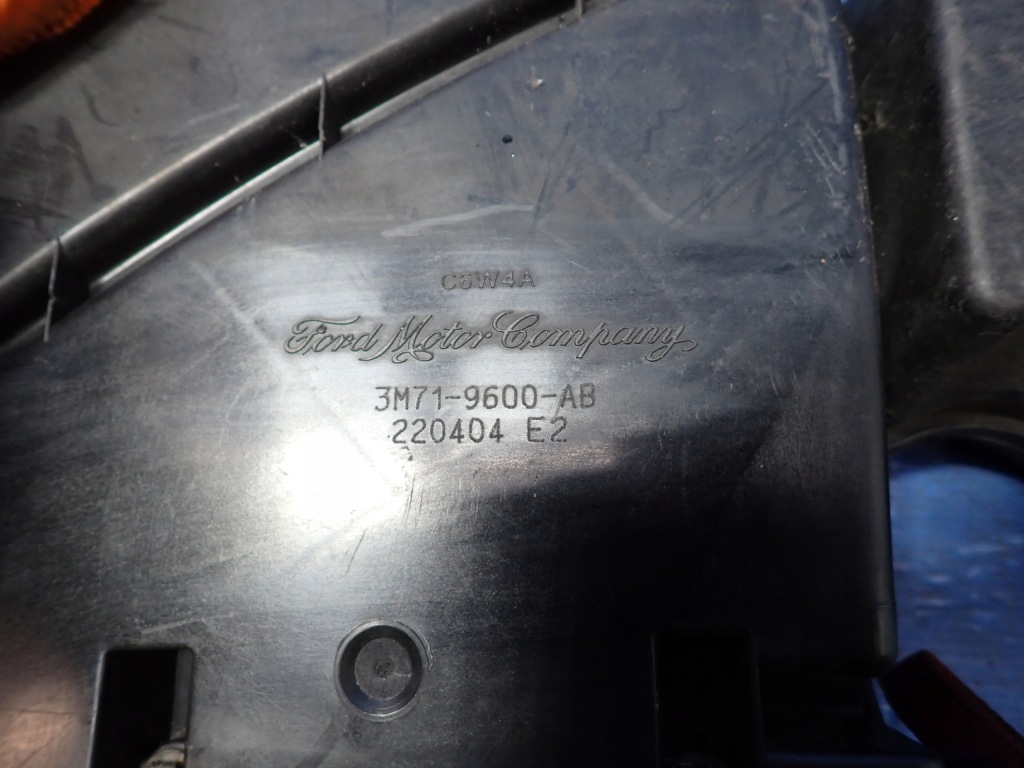 C6W4A
Ford Motor Company
3M71-9600-AB
220404 E2